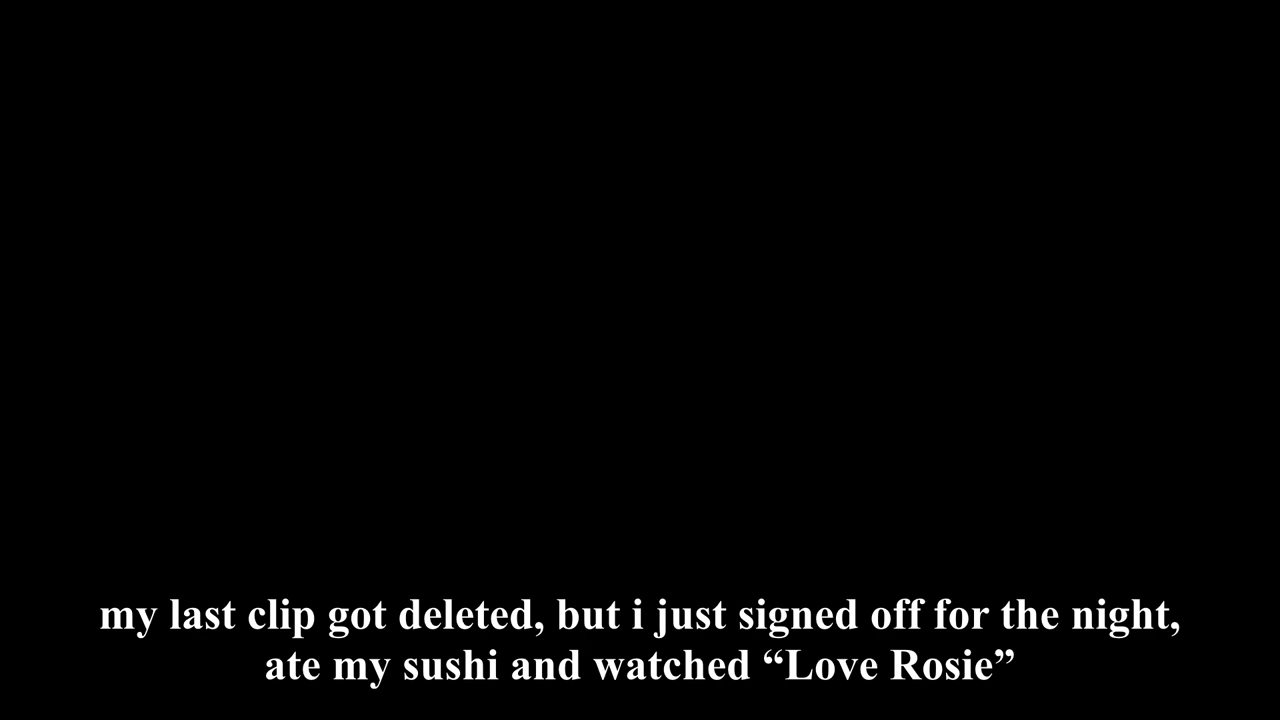 my last clip got deleted, but i just signed off for the night,
ate my sushi and watched “Love Rosie”